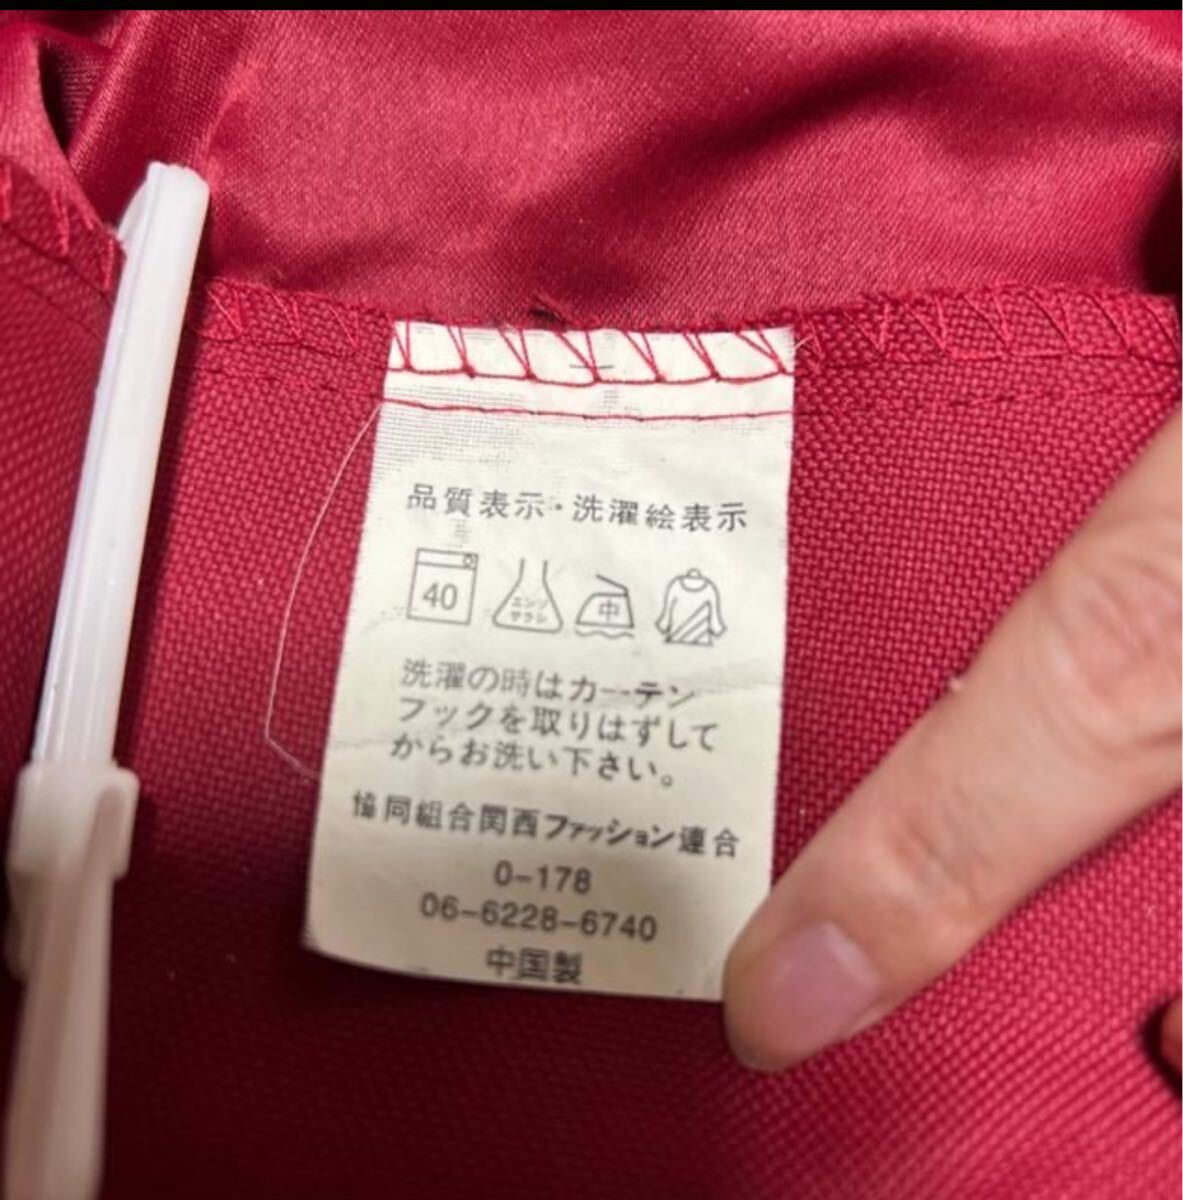 品質表示・洗濯絵表示
40 エンソ サラシ 中
洗濯の時はカーテン
フックを取りはずして
からお洗い下さい。
協同組合関西ファッション連合
0-178
06-6228-6740
中国製